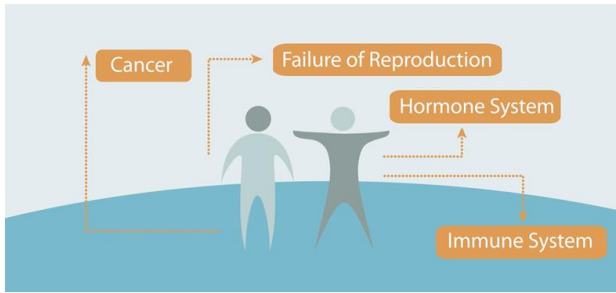 Cancer
Failure of Reproduction
Hormone System
Immune System